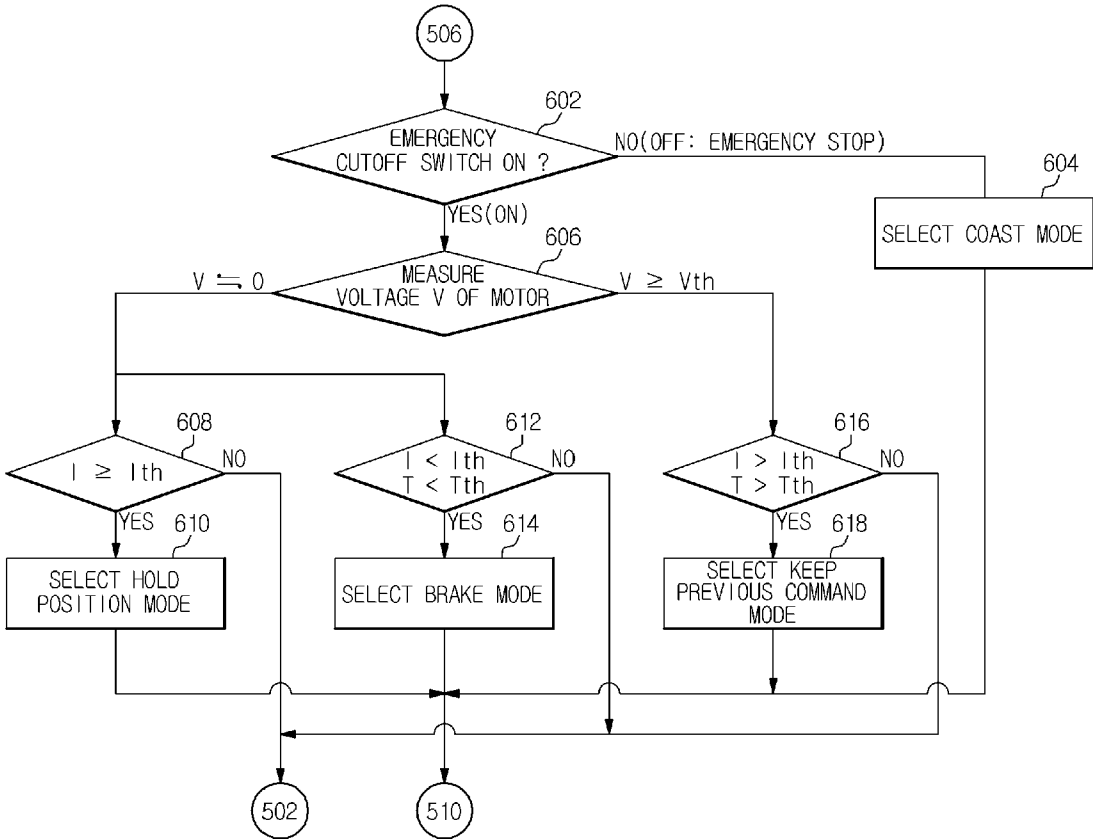 506
602
EMERGENCY
CUTOFF SWITCH ON ?
NO(OFF: EMERGENCY STOP)
604
SELECT COAST MODE
YES(ON)
606
MEASURE
VOLTAGE V OF MOTOR
V ≒ 0
V ≥ Vth
608
I ≥ Ith
NO
YES
610
SELECT HOLD
POSITION MODE
612
I < Ith
T < Tth
NO
YES
614
SELECT BRAKE MODE
616
I > Ith
T > Tth
NO
YES
618
SELECT KEEP
PREVIOUS COMMAND
MODE
502
510